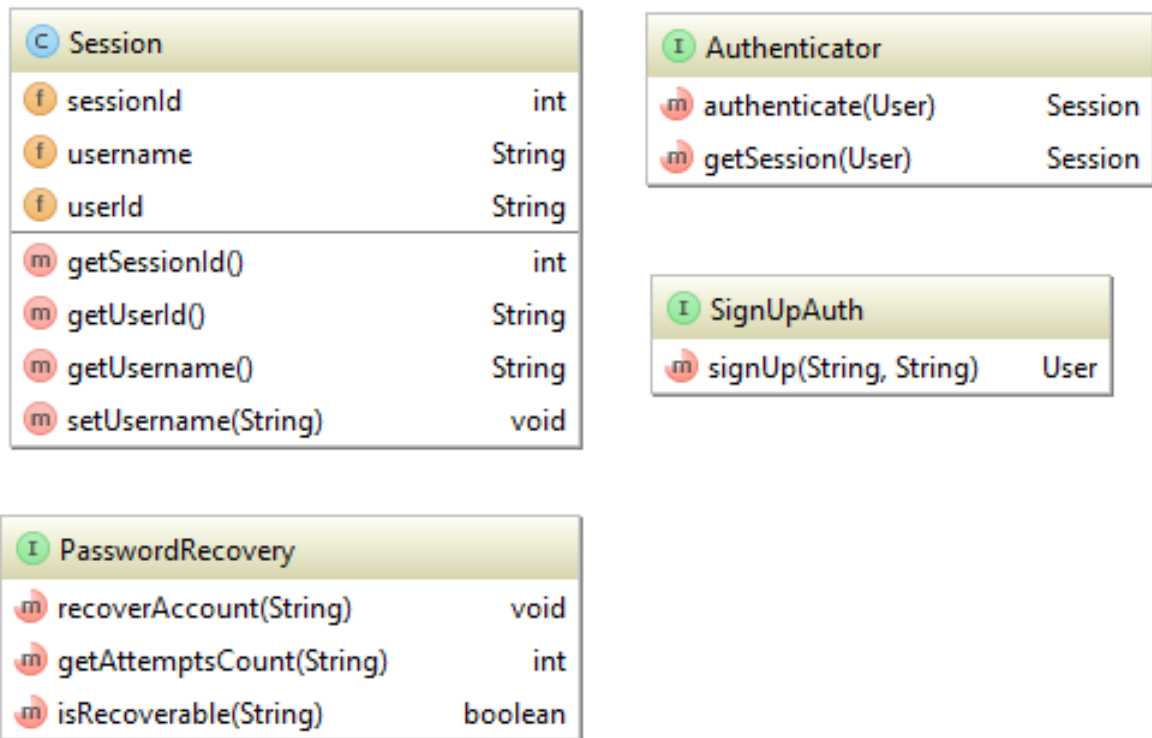 C Session
f sessionId int
f username String
f userId String
m getSessionId() int
m getUserId() String
m getUsername() String
m setUsername(String) void
I Authenticator
m authenticate(User) Session
m getSession(User) Session
I SignUpAuth
m signUp(String, String) User
I PasswordRecovery
m recoverAccount(String) void
m getAttemptsCount(String) int
m isRecoverable(String) boolean